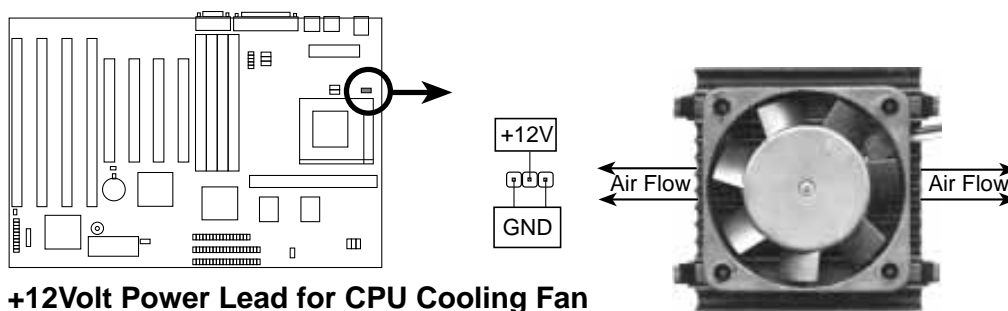 +12V
GND
Air Flow
Air Flow
+12Volt Power Lead for CPU Cooling Fan